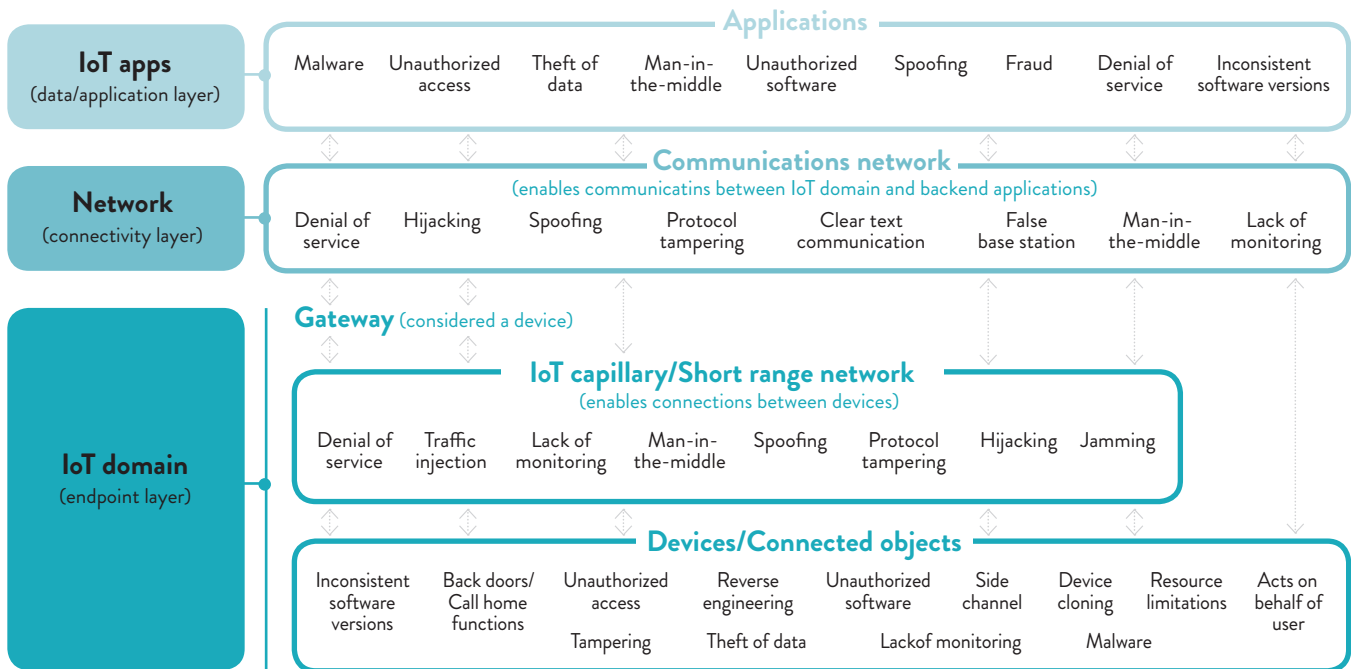 Applications
IoT apps
(data/application layer)
Malware
Unauthorized
access
Theft of
data
Man-in-
the-middle
Unauthorized
software
Spoofing
Fraud
Denial of
service
Inconsistent
software versions
Communications network
(enables communicatins between IoT domain and backend applications)
Network
(connectivity layer)
Denial of
service
Hijacking
Spoofing
Protocol
tampering
Clear text
communication
False
base station
Man-in-
the-middle
Lack of
monitoring
IoT domain
(endpoint layer)
Gateway (considered a device)
IoT capillary/Short range network
(enables connections between devices)
Denial of
service
Traffic
injection
Lack of
monitoring
Man-in-
the-middle
Spoofing
Protocol
tampering
Hijacking
Jamming
Devices/Connected objects
Inconsistent
software
versions
Back doors/
Call home
functions
Unauthorized
access
Reverse
engineering
Unauthorized
software
Side
channel
Device
cloning
Resource
limitations
Acts on
behalf of
user
Tampering
Theft of data
Lackof monitoring
Malware